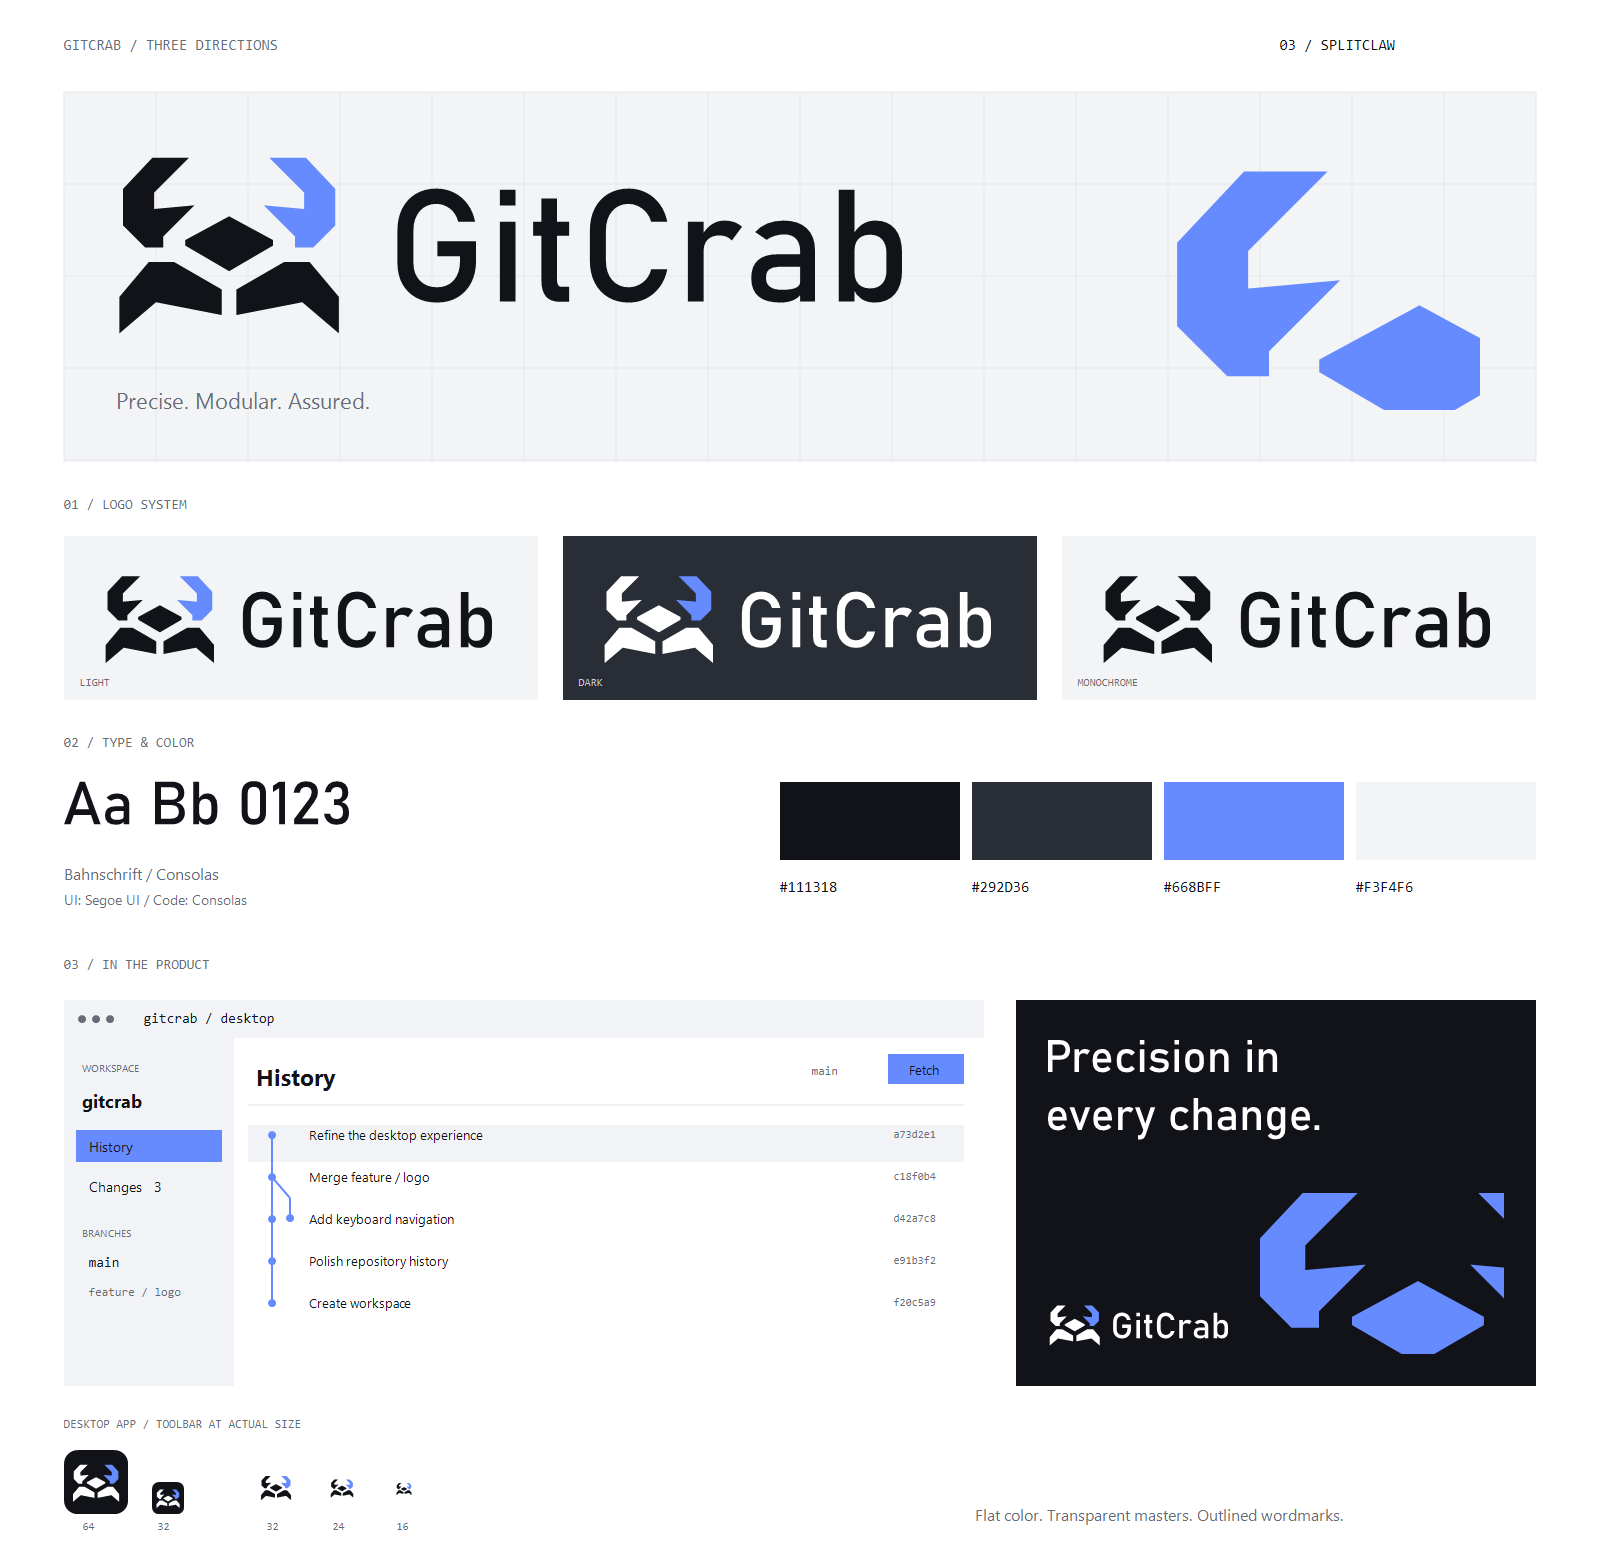 GITCRAB / THREE DIRECTIONS
03 / SPLITCLAW
GitCrab
Precise. Modular. Assured.
01 / LOGO SYSTEM
GitCrab
LIGHT
GitCrab
DARK
GitCrab
MONOCHROME
02 / TYPE & COLOR
Aa Bb 0123
Bahnschrift / Consolas
UI: Segoe UI / Code: Consolas
#111318
#292D36
#668BFF
#F3F4F6
03 / IN THE PRODUCT
gitcrab / desktop
WORKSPACE
gitcrab
History
Changes 3
BRANCHES
main
feature / logo
History
main
Fetch
Refine the desktop experience
a73d2e1
Merge feature / logo
c18f0b4
Add keyboard navigation
d42a7c8
Polish repository history
e91b3f2
Create workspace
f20c5a9
Precision in
every change.
GitCrab
DESKTOP APP / TOOLBAR AT ACTUAL SIZE
64
32
32
24
16
Flat color. Transparent masters. Outlined wordmarks.